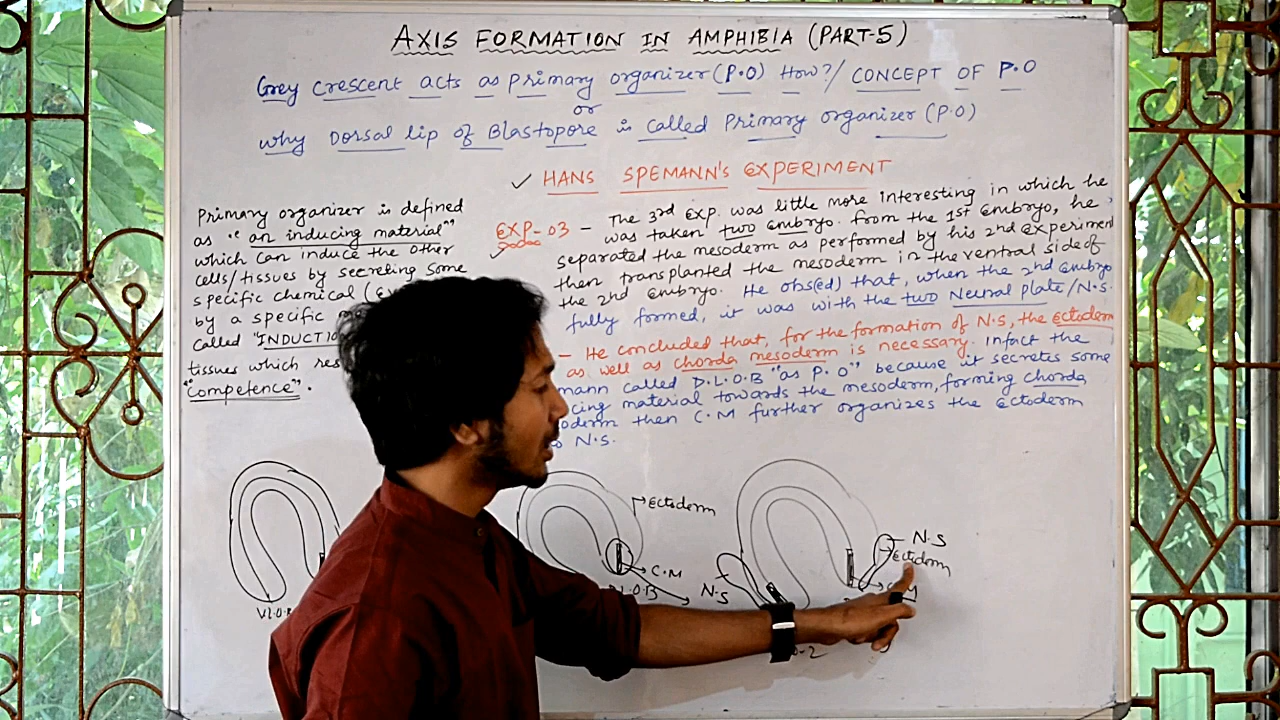 AXIS FORMATION IN AMPHIBIA (PART-5)
Grey crescent acts as primary organizer (P.O) How?/ CONCEPT OF P.O
or
why Dorsal lip of Blastopore is called Primary organizer (P.O)
✓ HANS SPEMANN'S EXPERIMENT
Primary organizer is defined
as "an inducing material"
which can induce the other
cells/tissues by secreting some
specific chemical
by a specific
called "INDUCTIO
tissues which res
"competence".
EXP-03 - The 3rd Exp. was little more interesting in which he
was taken two embryo. From the 1st embryo, he
separated the mesoderm as performed by his 2nd experiment
then transplanted the mesoderm in the ventral side of
the 2nd embryo. He obs(ed) that, when the 2nd embryo
fully formed, it was with the two Neural plate/N.S.
- He concluded that, for the formation of N.S, the Ectoderm
as well as chorda mesoderm is necessary. Infact the
mann called D.L.O.B "as P.O" because it secretes some
cing material towards the mesoderm, forming chorda
oderm then C.M further organizes the Ectoderm
N.S.
V.L.O.B
Ectoderm
C.M
L.O.B
N.S
N.S
Ectoderm
M
-2